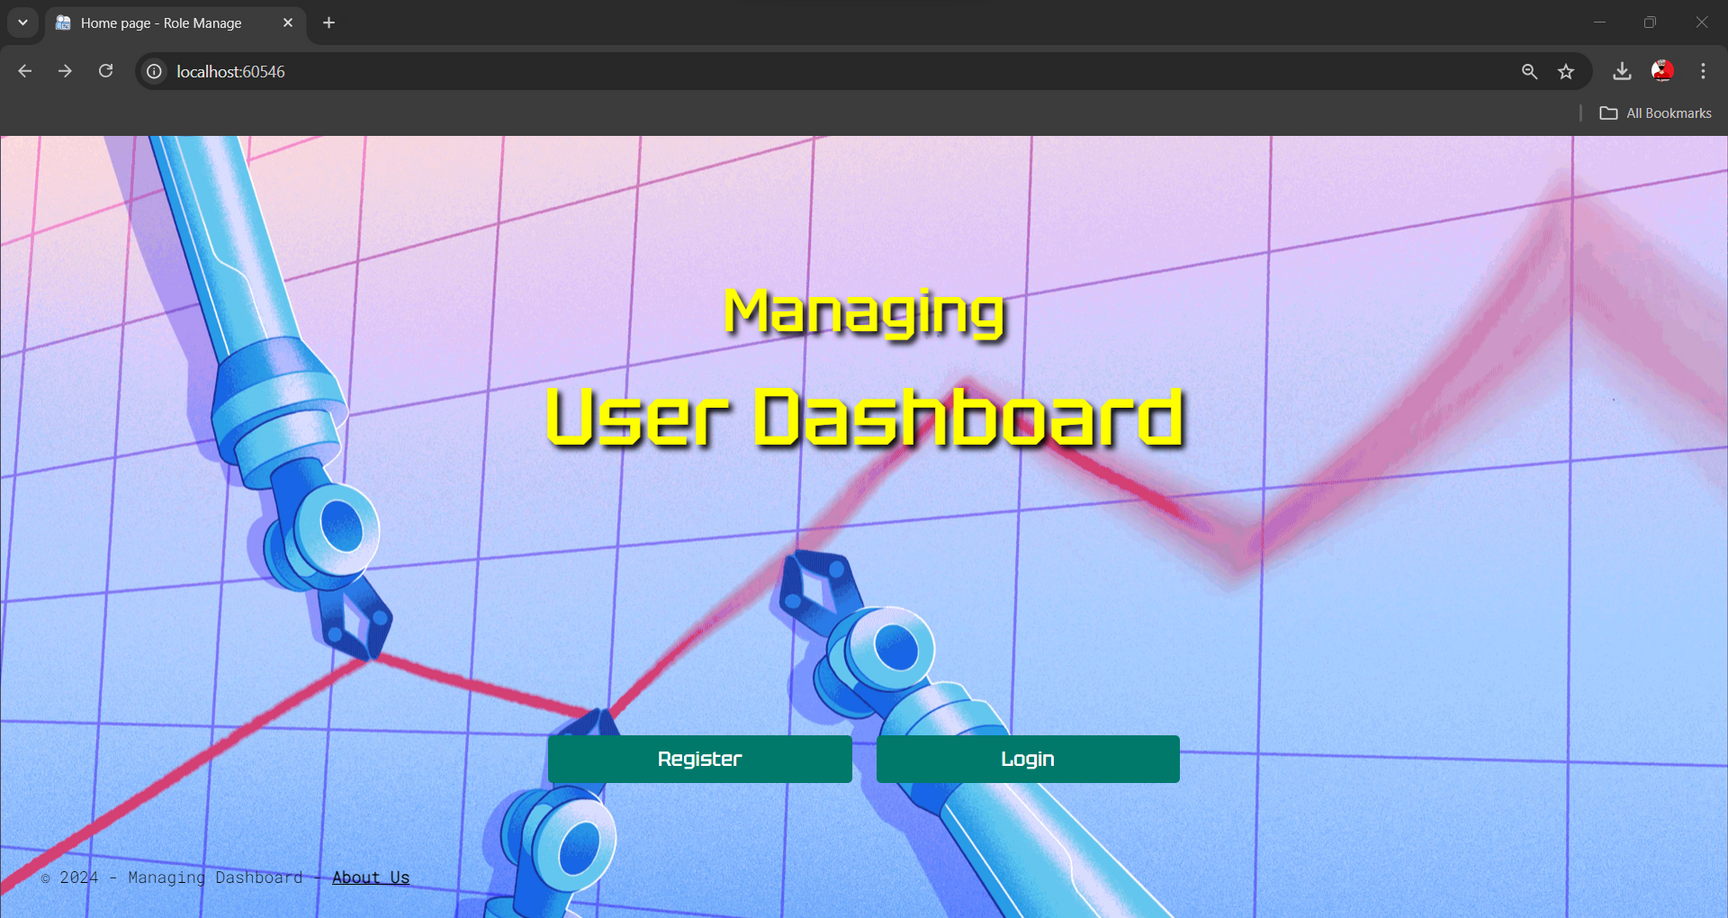 Home page - Role Manage
localhost:60546
All Bookmarks
Managing
User Dashboard
Register
Login
© 2024 - Managing Dashboard - About Us